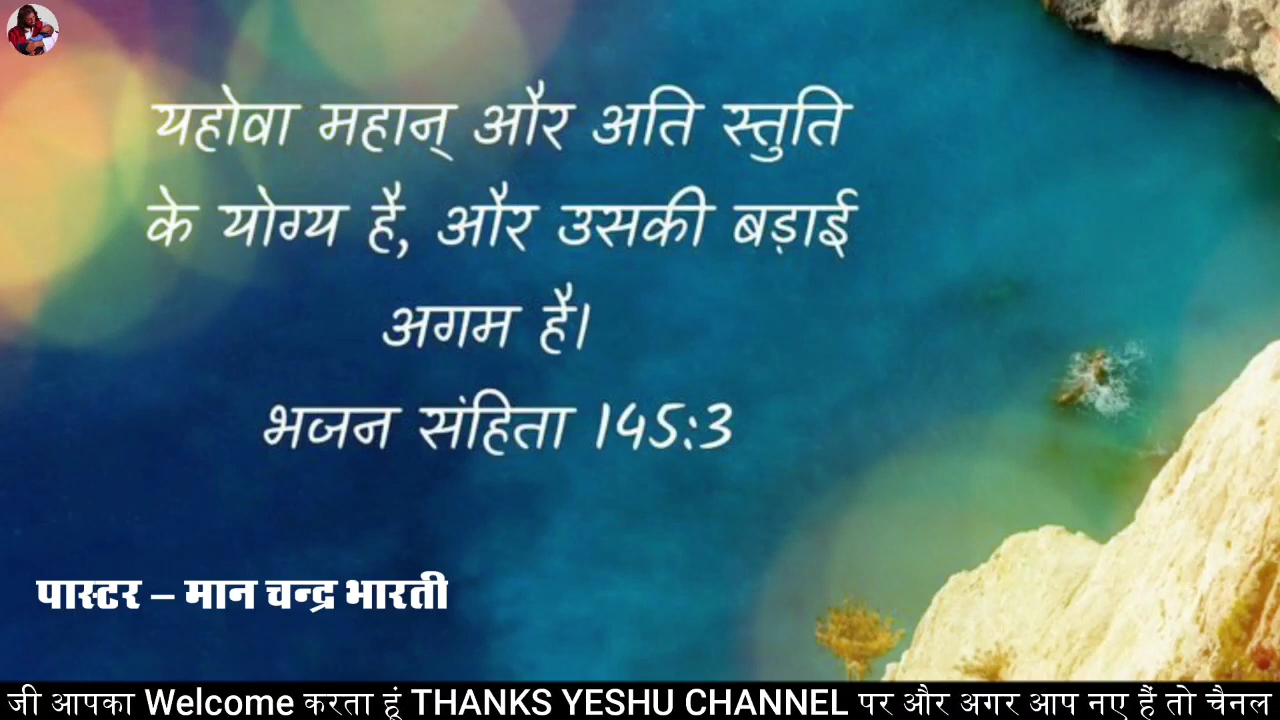 यहोवा महान् और अति स्तुति
के योग्य है, और उसकी बड़ाई
अगम है।
भजन संहिता 145:3
पास्टर – मान चन्द्र भारती
जी आपका Welcome करता हूं THANKS YESHU CHANNEL पर और अगर आप नए हैं तो चैनल